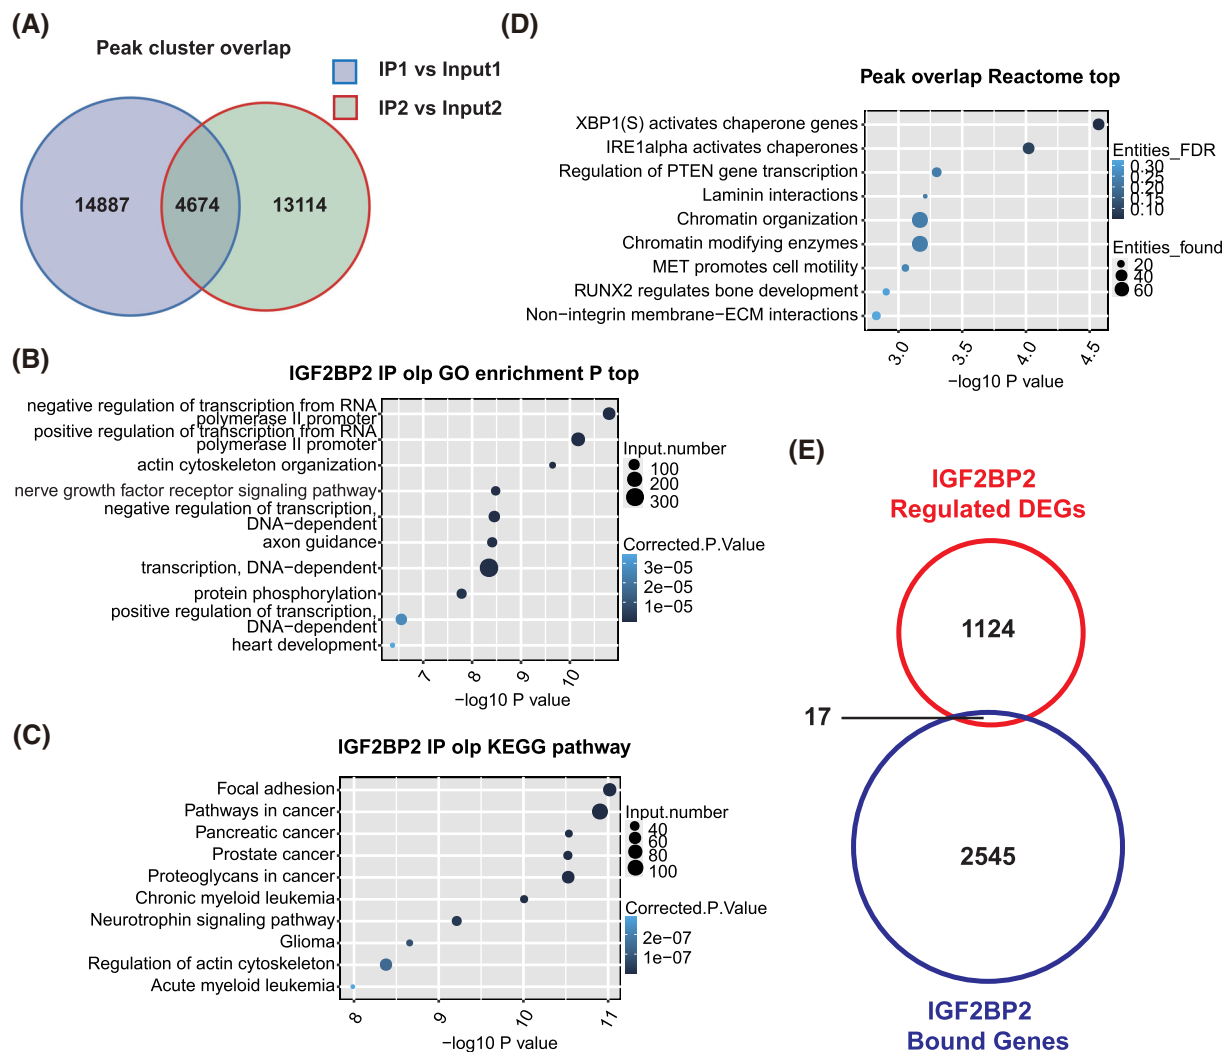 (A)
Peak cluster overlap
IP1 vs Input1
IP2 vs Input2
14887
4674
13114
(B)
IGF2BP2 IP olp GO enrichment P top
negative regulation of transcription from RNA
polymerase II promoter
positive regulation of transcription from RNA
polymerase II promoter
actin cytoskeleton organization
nerve growth factor receptor signaling pathway
negative regulation of transcription,
DNA−dependent
axon guidance
transcription, DNA−dependent
protein phosphorylation
positive regulation of transcription,
DNA−dependent
heart development
7
8
9
10
−log10 P value
Input.number
100
200
300
Corrected.P.Value
3e−05
2e−05
1e−05
(C)
IGF2BP2 IP olp KEGG pathway
Focal adhesion
Pathways in cancer
Pancreatic cancer
Prostate cancer
Proteoglycans in cancer
Chronic myeloid leukemia
Neurotrophin signaling pathway
Glioma
Regulation of actin cytoskeleton
Acute myeloid leukemia
8
9
10
11
−log10 P value
Input.number
40
60
80
100
Corrected.P.Value
2e−07
1e−07
(D)
Peak overlap Reactome top
XBP1(S) activates chaperone genes
IRE1alpha activates chaperones
Regulation of PTEN gene transcription
Laminin interactions
Chromatin organization
Chromatin modifying enzymes
MET promotes cell motility
RUNX2 regulates bone development
Non−integrin membrane−ECM interactions
3.0
3.5
4.0
4.5
−log10 P value
Entities_FDR
0.30
0.25
0.20
0.15
0.10
Entities_found
20
40
60
(E)
IGF2BP2
Regulated DEGs
1124
17
2545
IGF2BP2
Bound Genes